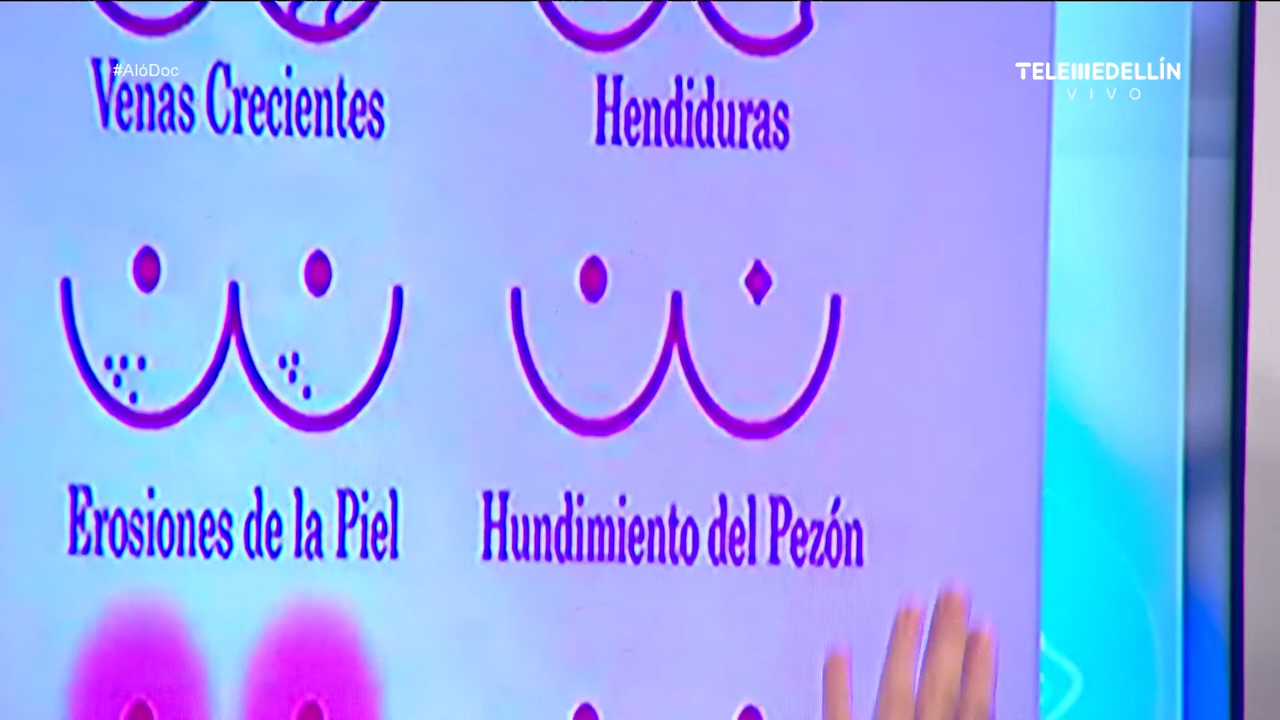 #AlóDoc
TELEMEDELLÍN
VIVO
Venas Crecientes
Hendiduras
Erosiones de la Piel
Hundimiento del Pezón